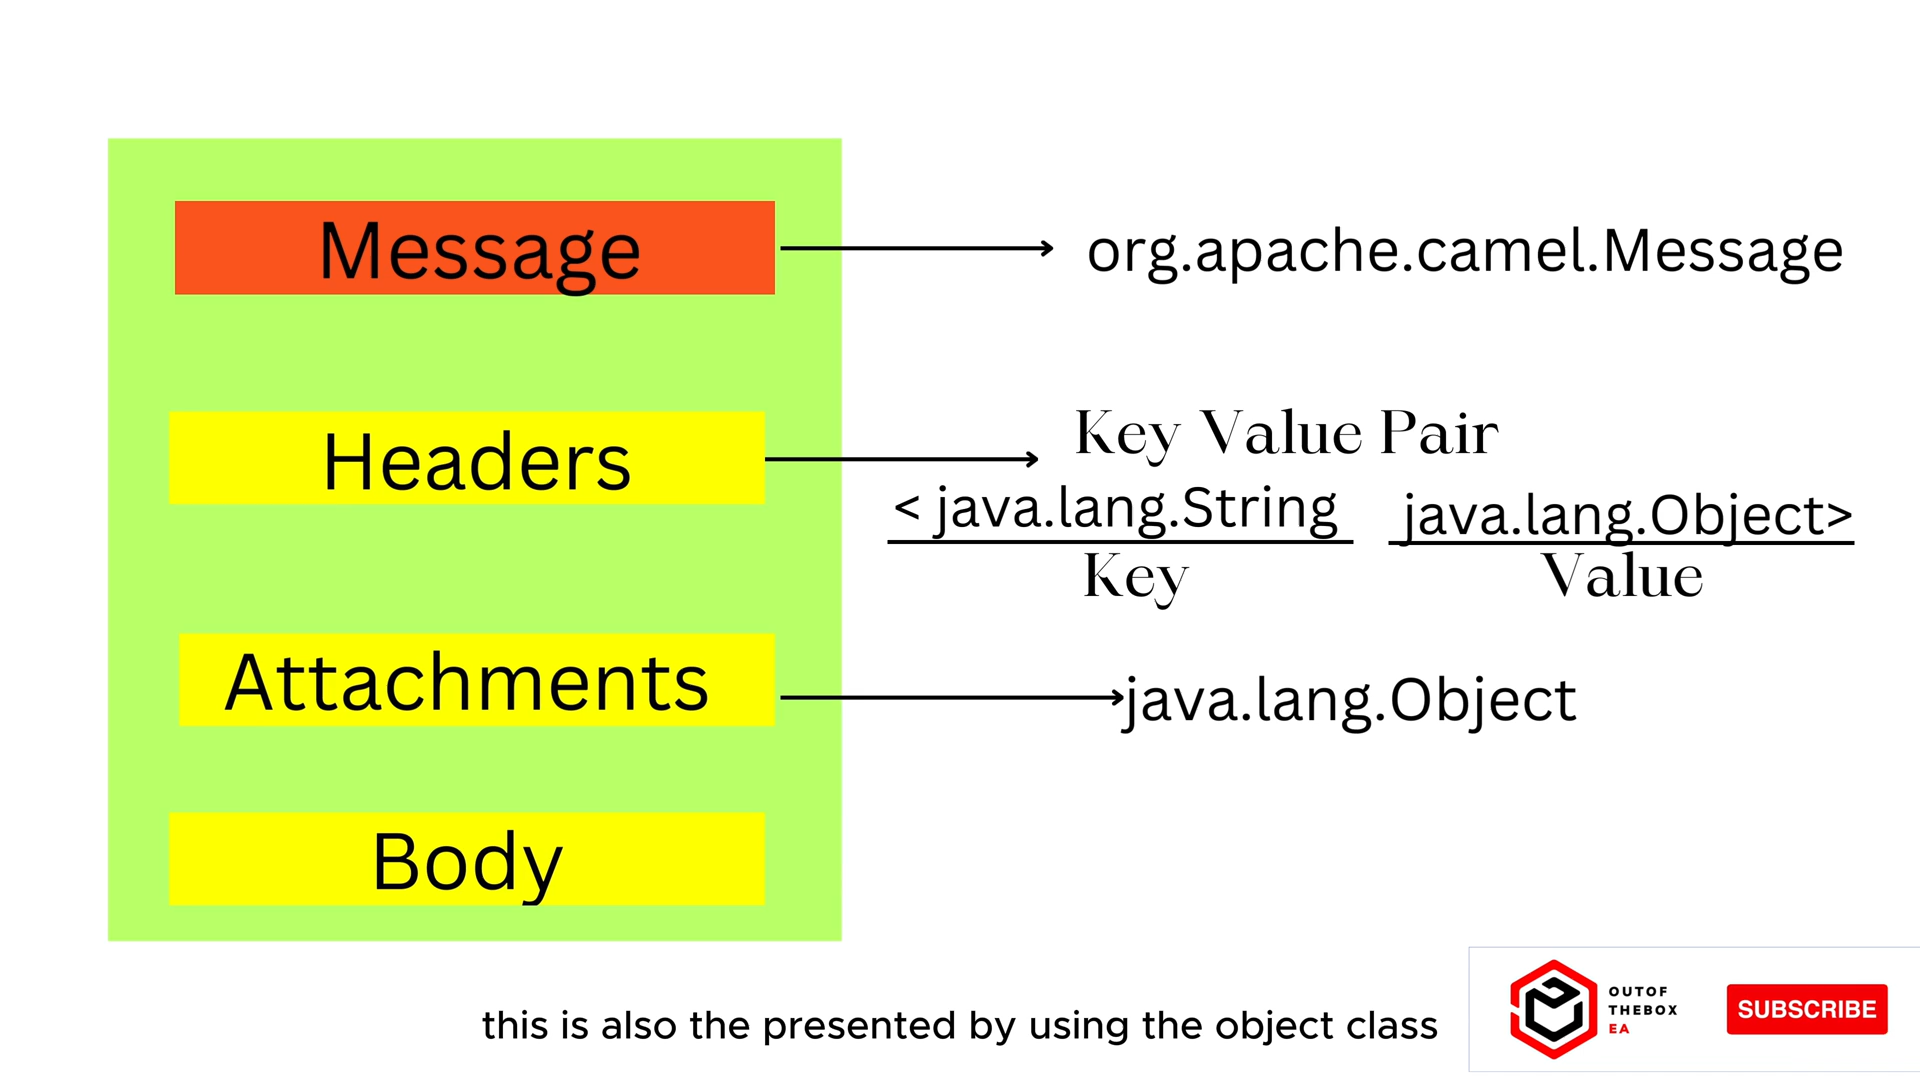 Message
org.apache.camel.Message
Headers
Key Value Pair
< java.lang.String java.lang.Object>
Key Value
Attachments
java.lang.Object
Body
this is also the presented by using the object class
OUTOF
THEBOX
EA
SUBSCRIBE